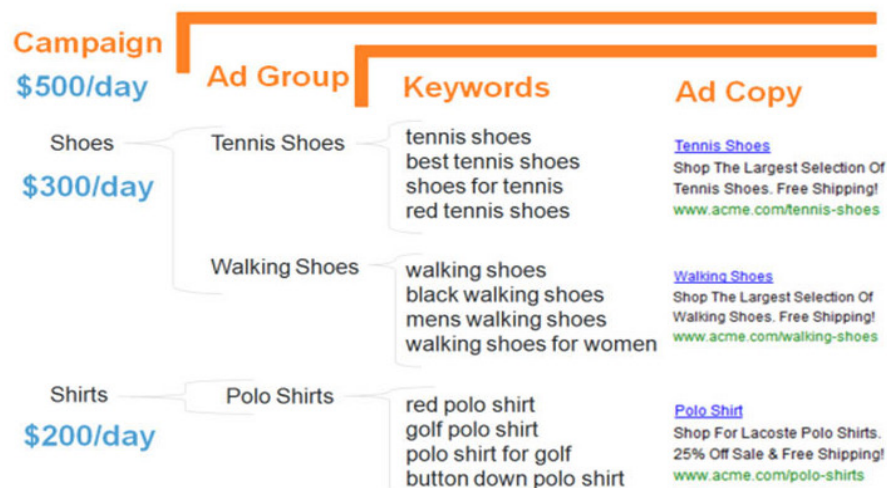 Campaign
$500/day
Ad Group
Keywords
Ad Copy
Shoes
$300/day
Tennis Shoes
tennis shoes
best tennis shoes
shoes for tennis
red tennis shoes
Tennis Shoes
Shop The Largest Selection Of
Tennis Shoes. Free Shipping!
www.acme.com/tennis-shoes
Walking Shoes
walking shoes
black walking shoes
mens walking shoes
walking shoes for women
Walking Shoes
Shop The Largest Selection Of
Walking Shoes. Free Shipping!
www.acme.com/walking-shoes
Shirts
$200/day
Polo Shirts
red polo shirt
golf polo shirt
polo shirt for golf
button down polo shirt
Polo Shirt
Shop For Lacoste Polo Shirts.
25% Off Sale & Free Shipping!
www.acme.com/polo-shirts